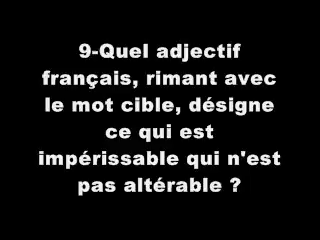 9-Quel adjectif
français, rimant avec
le mot cible, désigne
ce qui est
impérissable qui n'est
pas altérable ?